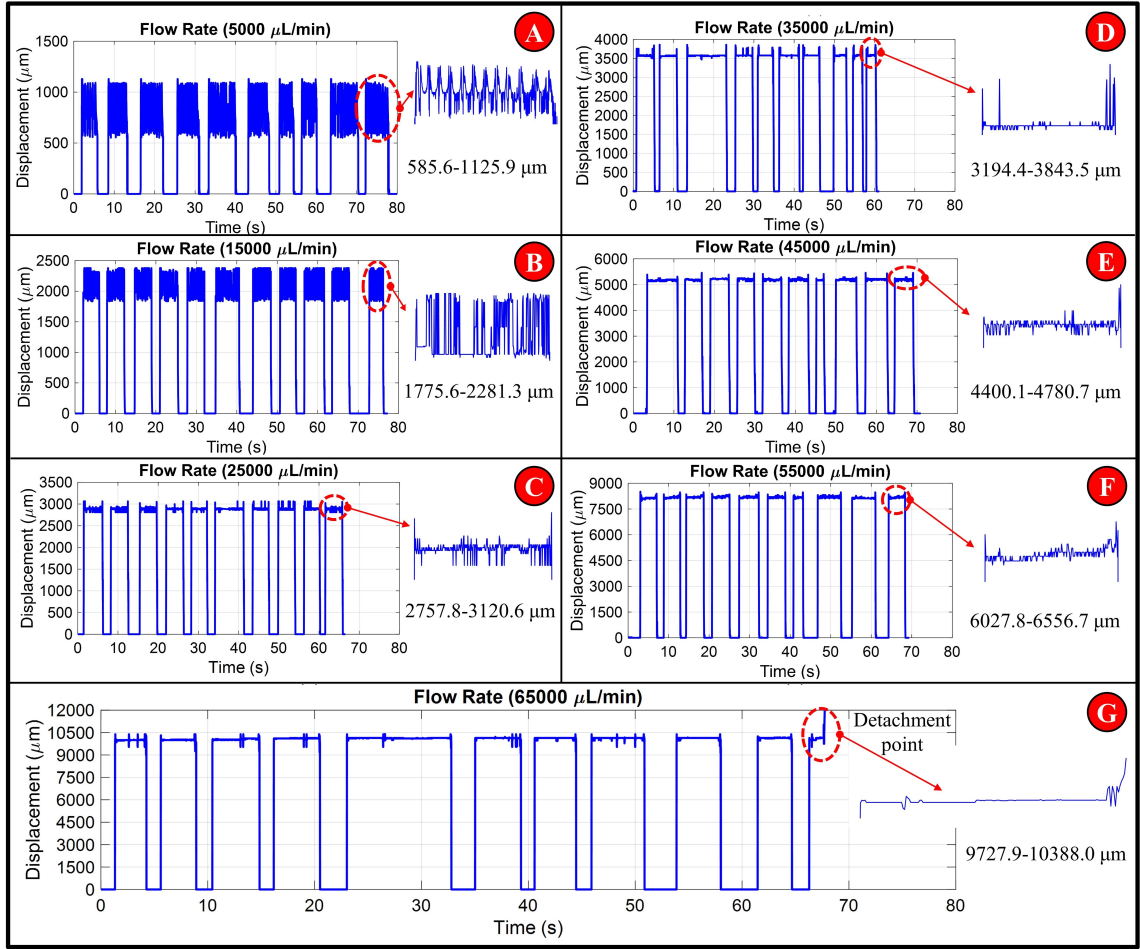 A
Flow Rate (5000 μL/min)
Displacement (μm)
1500
1000
500
0
0 10 20 30 40 50 60 70 80
Time (s)
585.6-1125.9 μm
B
Flow Rate (15000 μL/min)
Displacement (μm)
2500
2000
1500
1000
500
0
0 10 20 30 40 50 60 70 80
Time (s)
1775.6-2281.3 μm
C
Flow Rate (25000 μL/min)
Displacement (μm)
3500
3000
2500
2000
1500
1000
500
0
0 10 20 30 40 50 60 70 80
Time (s)
2757.8-3120.6 μm
D
Flow Rate (35000 μL/min)
Displacement (μm)
4000
3500
3000
2500
2000
1500
1000
500
0
0 10 20 30 40 50 60 70 80
Time (s)
3194.4-3843.5 μm
E
Flow Rate (45000 μL/min)
Displacement (μm)
6000
5000
4000
3000
2000
1000
0
0 10 20 30 40 50 60 70 80
Time (s)
4400.1-4780.7 μm
F
Flow Rate (55000 μL/min)
Displacement (μm)
9000
7500
6000
4500
3000
1500
0
0 10 20 30 40 50 60 70 80
Time (s)
6027.8-6556.7 μm
G
Flow Rate (65000 μL/min)
Displacement (μm)
12000
10500
9000
7500
6000
4500
3000
1500
0
0 10 20 30 40 50 60 70 80
Time (s)
Detachment
point
9727.9-10388.0 μm